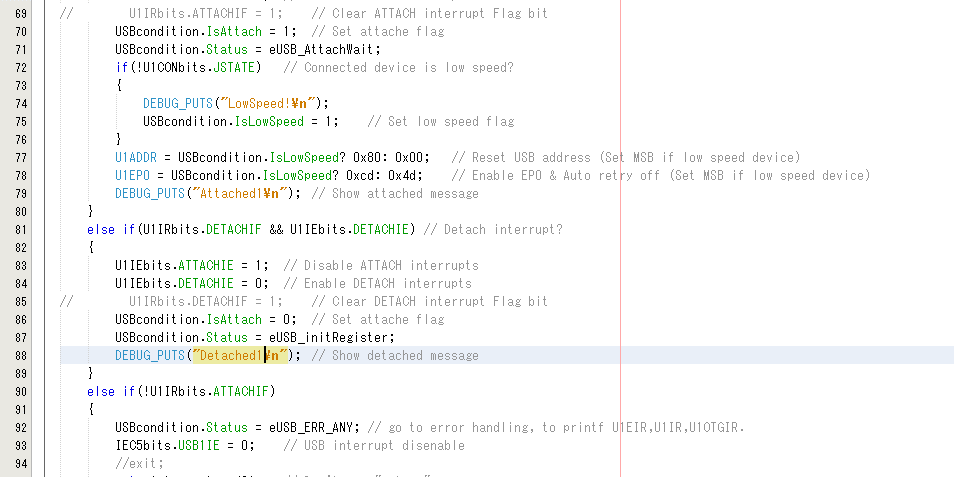 69 // U1IRbits.ATTACHIF = 1; // Clear ATTACH interrupt Flag bit
70 USBcondition.IsAttach = 1; // Set attache flag
71 USBcondition.Status = eUSB_AttachWait;
72 if(!U1CONbits.JSTATE) // Connected device is low speed?
73 {
74 DEBUG_PUTS("LowSpeed!¥n");
75 USBcondition.IsLowSpeed = 1; // Set low speed flag
76 }
77 U1ADDR = USBcondition.IsLowSpeed? 0x80: 0x00; // Reset USB address (Set MSB if low speed device)
78 U1EP0 = USBcondition.IsLowSpeed? 0xcd: 0x4d; // Enable EP0 & Auto retry off (Set MSB if low speed device)
79 DEBUG_PUTS("Attached1¥n"); // Show attached message
80 }
81 else if(U1IRbits.DETACHIF && U1IEbits.DETACHIE) // Detach interrupt?
82 {
83 U1IEbits.ATTACHIE = 1; // Disable ATTACH interrupts
84 U1IEbits.DETACHIE = 0; // Enable DETACH interrupts
85 // U1IRbits.DETACHIF = 1; // Clear DETACH interrupt Flag bit
86 USBcondition.IsAttach = 0; // Set attache flag
87 USBcondition.Status = eUSB_initRegister;
88 DEBUG_PUTS("Detached1¥n"); // Show detached message
89 }
90 else if(!U1IRbits.ATTACHIF)
91 {
92 USBcondition.Status = eUSB_ERR_ANY; // go to error handling, to printf U1EIR,U1IR,U1OTGIR.
93 IEC5bits.USB1IE = 0; // USB interrupt disenable
94 //exit;